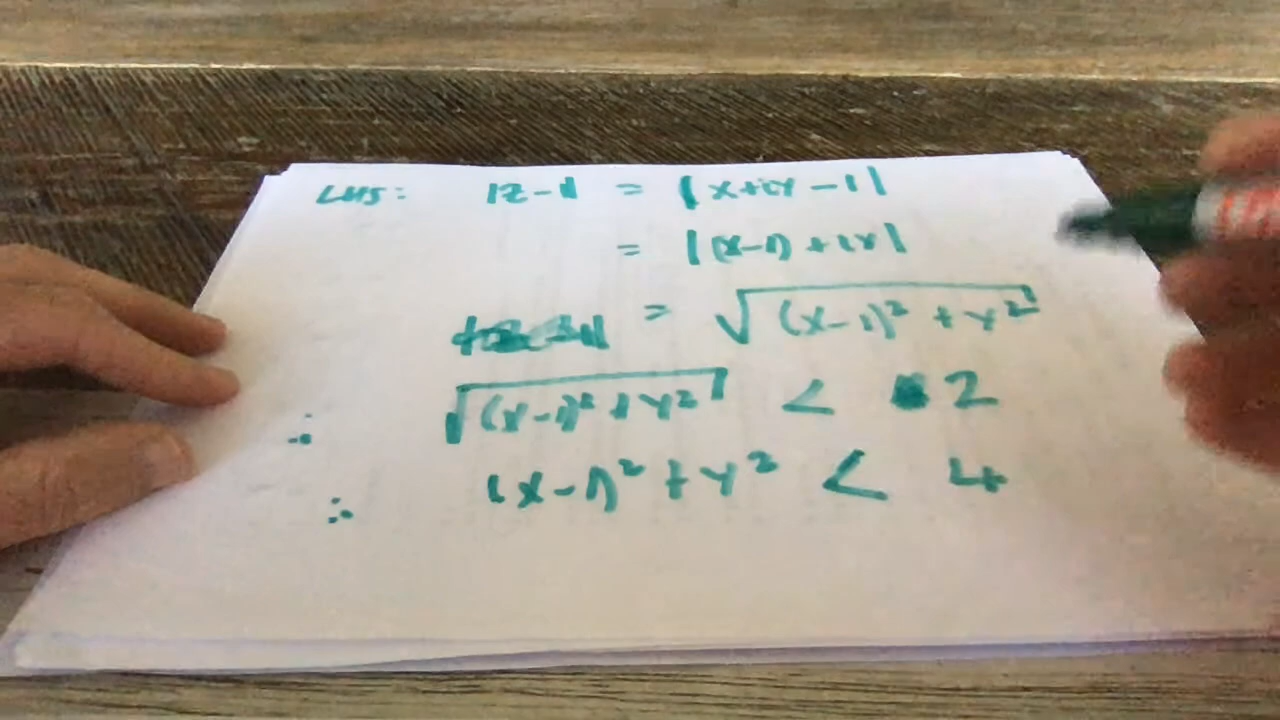 LHS: |z-1| = |x+iy-1|
= |(x-1)+iy|
= √((x-1)² + y²)
∴ √((x-1)² + y²) < 2
∴ (x-1)² + y² < 4